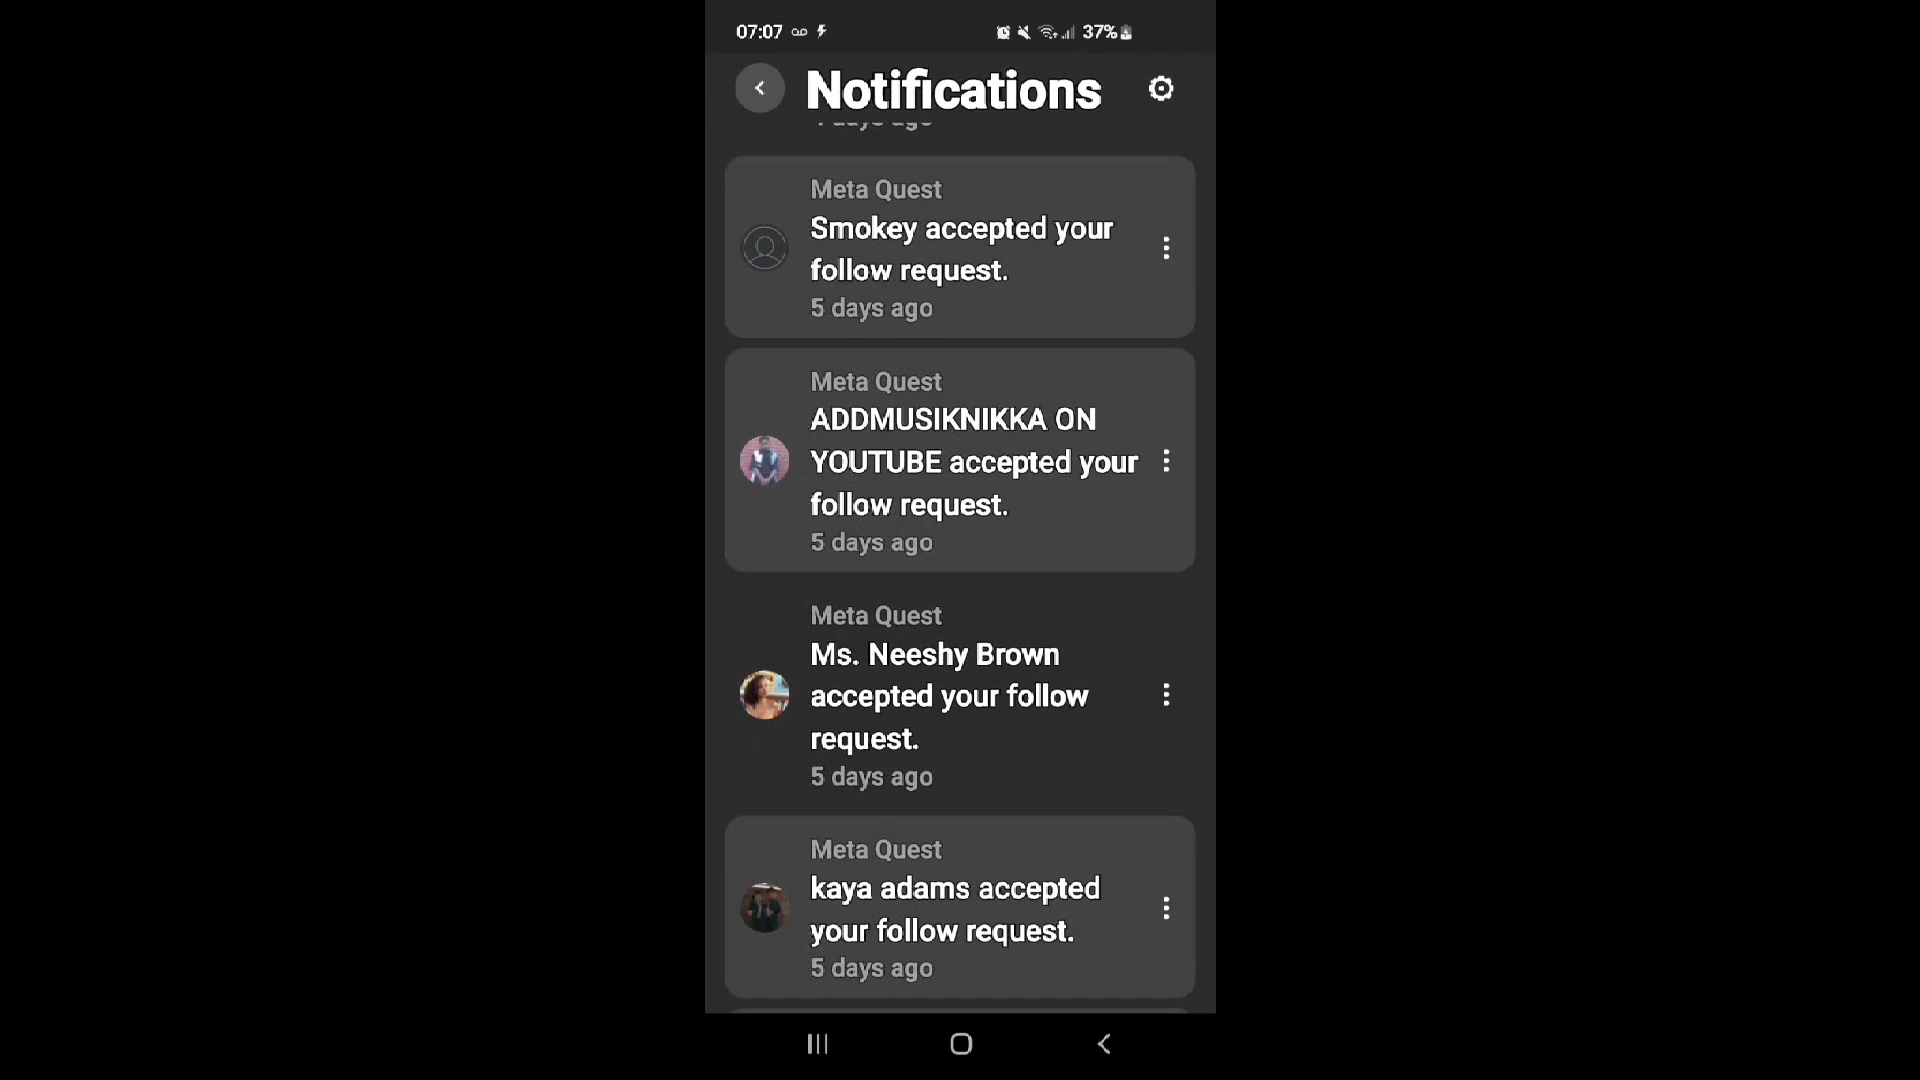 07:07 37%
Notifications
days ago
Meta Quest
Smokey accepted your
follow request.
5 days ago
Meta Quest
ADDMUSIKNIKKA ON
YOUTUBE accepted your
follow request.
5 days ago
Meta Quest
Ms. Neeshy Brown
accepted your follow
request.
5 days ago
Meta Quest
kaya adams accepted
your follow request.
5 days ago